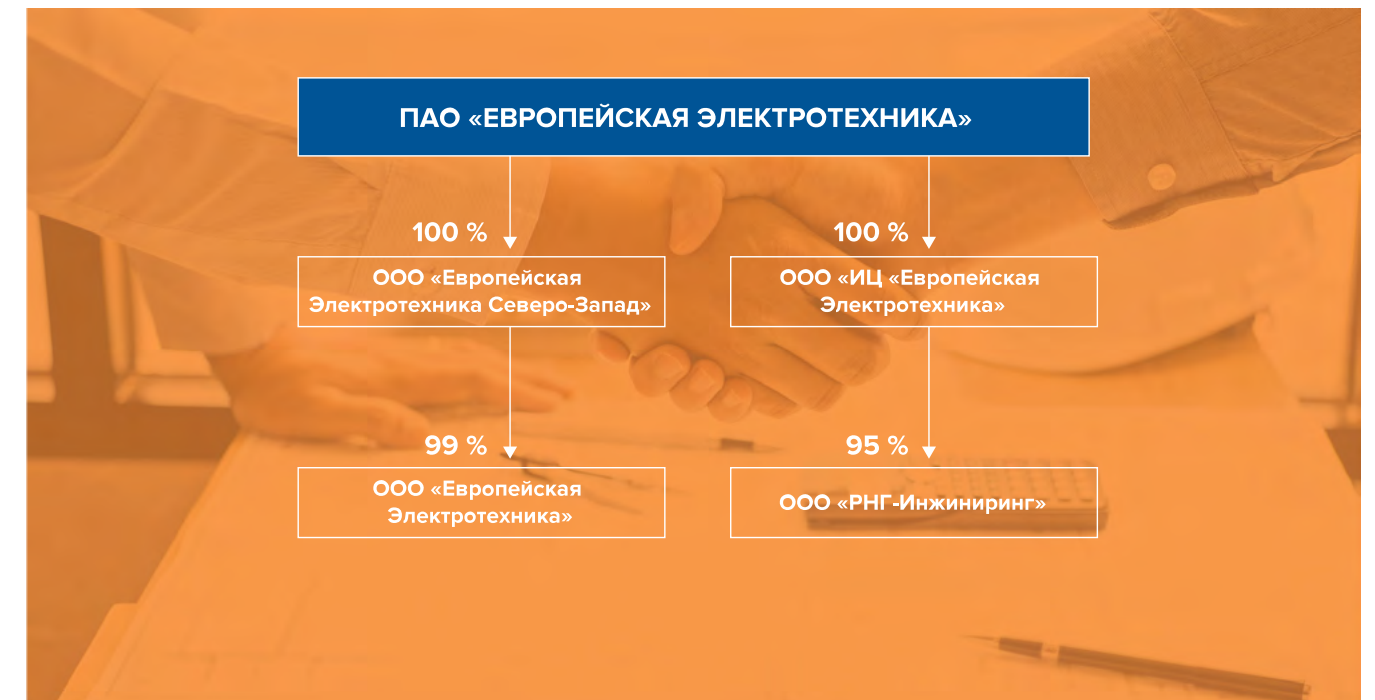 ПАО «ЕВРОПЕЙСКАЯ ЭЛЕКТРОТЕХНИКА»
100 %
100 %
ООО «Европейская
Электротехника Северо-Запад»
ООО «ИЦ «Европейская
Электротехника»
99 %
95 %
ООО «Европейская
Электротехника»
ООО «РНГ-Инжиниринг»